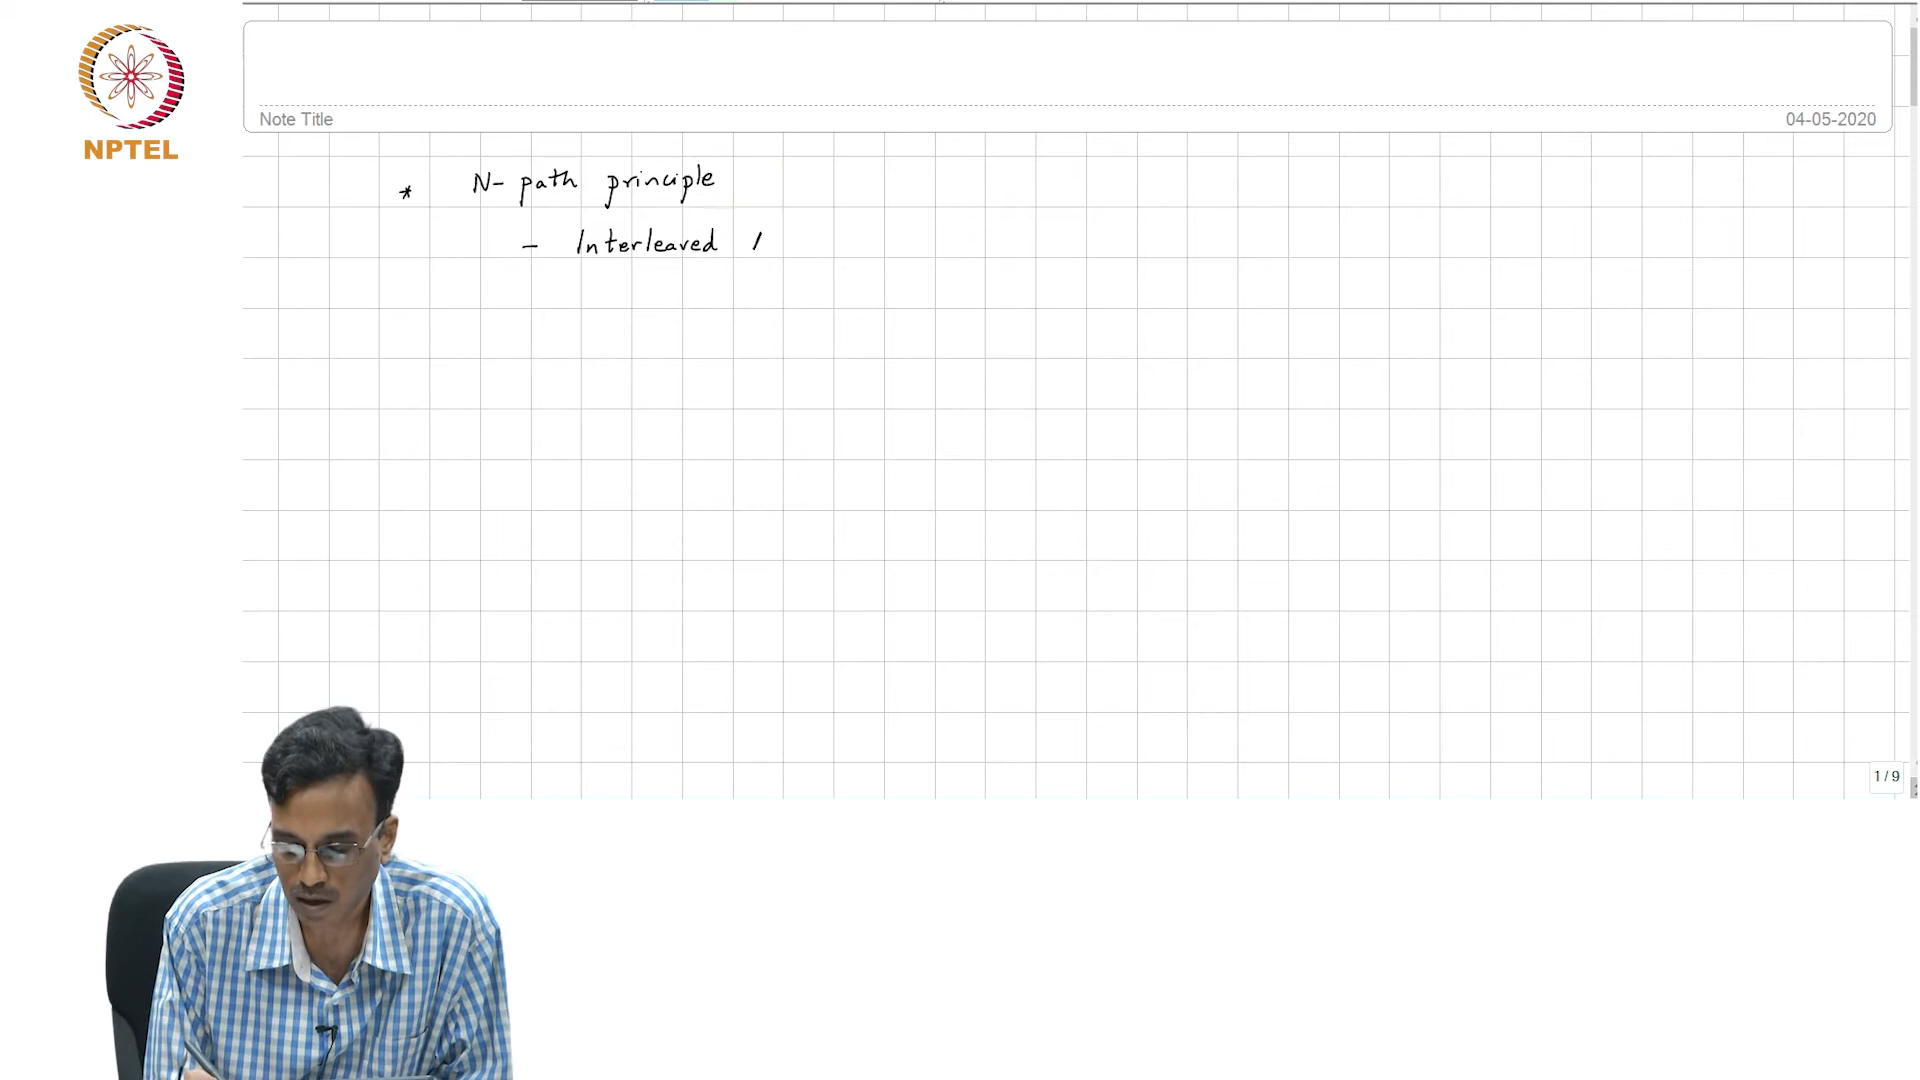 NPTEL
Note Title
04-05-2020
* N- path principle
- Interleaved
1 / 9